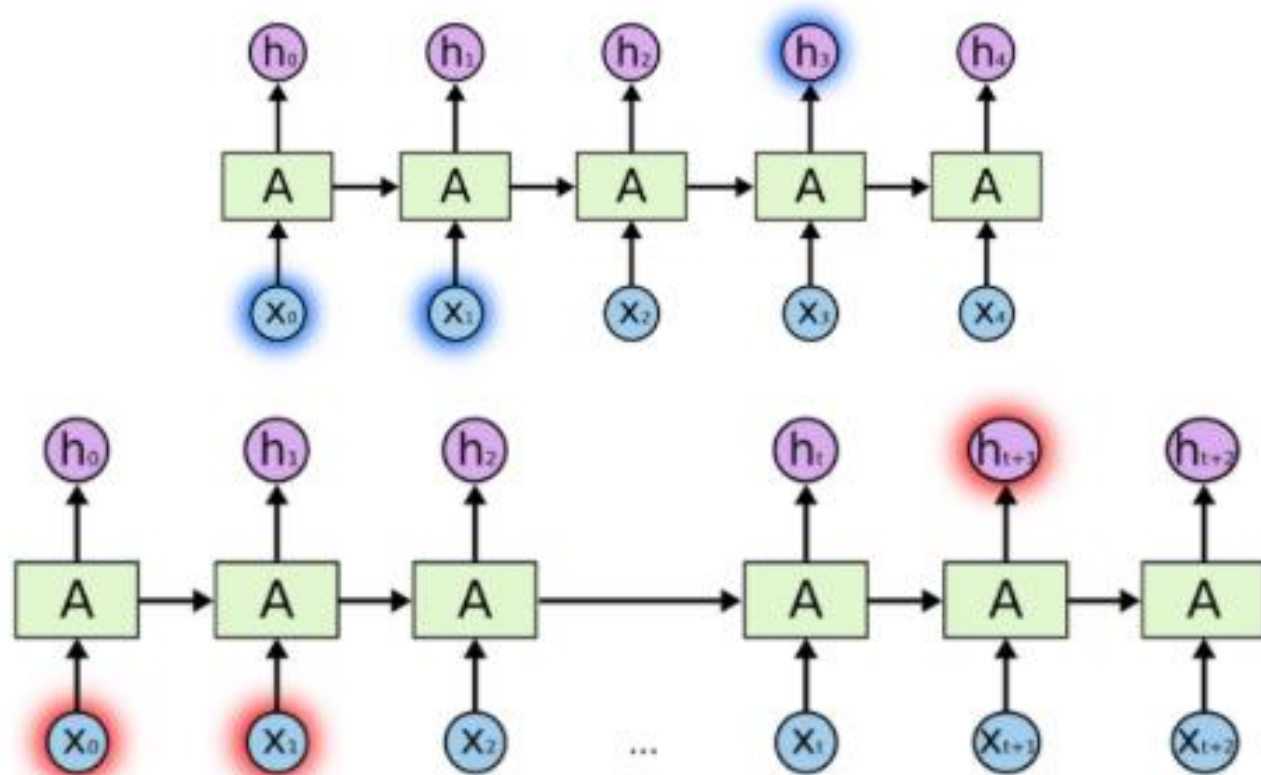 h₀ h₁ h₂ h₃ h₄
A A A A A
x₀ x₁ x₂ x₃ x₄
h₀ h₁ h₂ hₜ hₜ₊₁ hₜ₊₂
A A A A A A
x₀ x₁ x₂ ... xₜ xₜ₊₁ xₜ₊₂